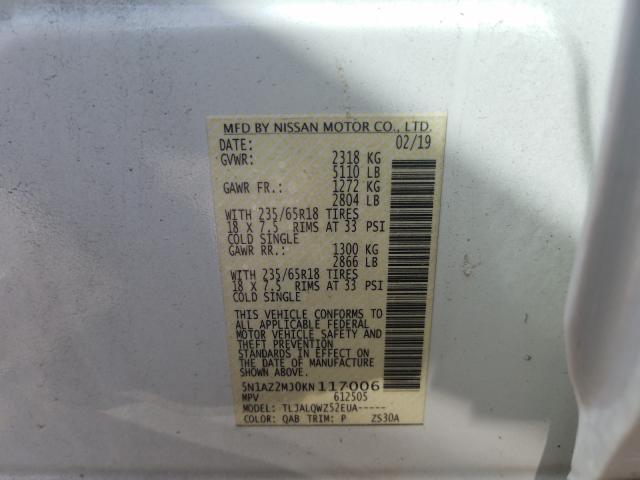 MFD BY NISSAN MOTOR CO., LTD.
DATE: 02/19
GVWR: 2318 KG
5110 LB
GAWR FR.: 1272 KG
2804 LB
WITH 235/65R18 TIRES
18 X 7.5 RIMS AT 33 PSI
COLD SINGLE
GAWR RR.: 1300 KG
2866 LB
WITH 235/65R18 TIRES
18 X 7.5 RIMS AT 33 PSI
COLD SINGLE
THIS VEHICLE CONFORMS TO
ALL APPLICABLE FEDERAL
MOTOR VEHICLE SAFETY AND
THEFT PREVENTION
STANDARDS IN EFFECT ON
THE DATE OF MANUFACTURE
SHOWN ABOVE.
5N1AZ2MJ0KN117006
MPV 612505
MODEL: TLJALQWZ52EUA-----
COLOR: QAB TRIM: P ZS30A